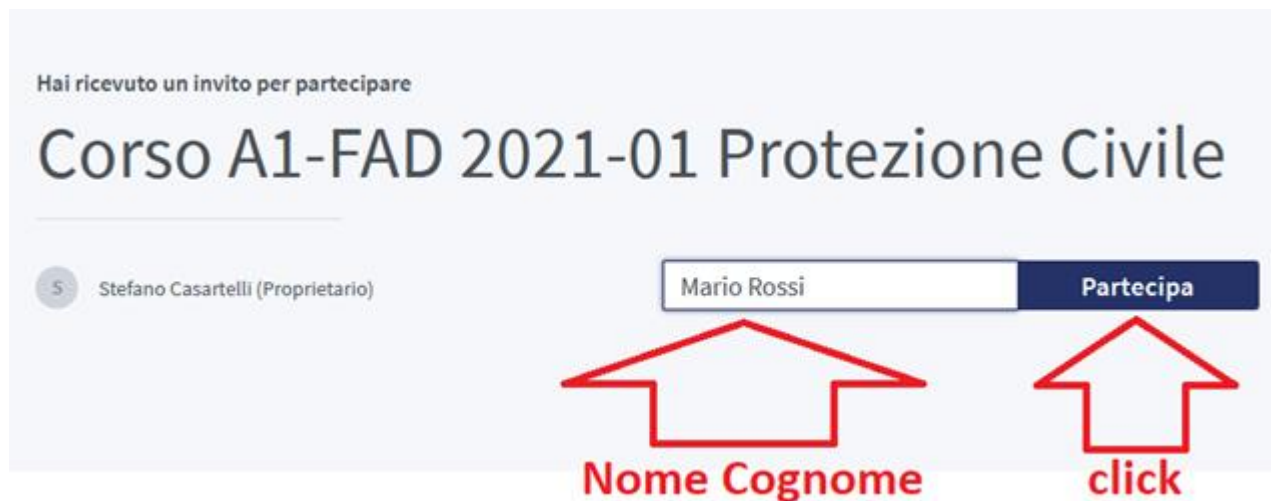 Hai ricevuto un invito per partecipare
Corso A1-FAD 2021-01 Protezione Civile
S Stefano Casartelli (Proprietario) Mario Rossi Partecipa
Nome Cognome click